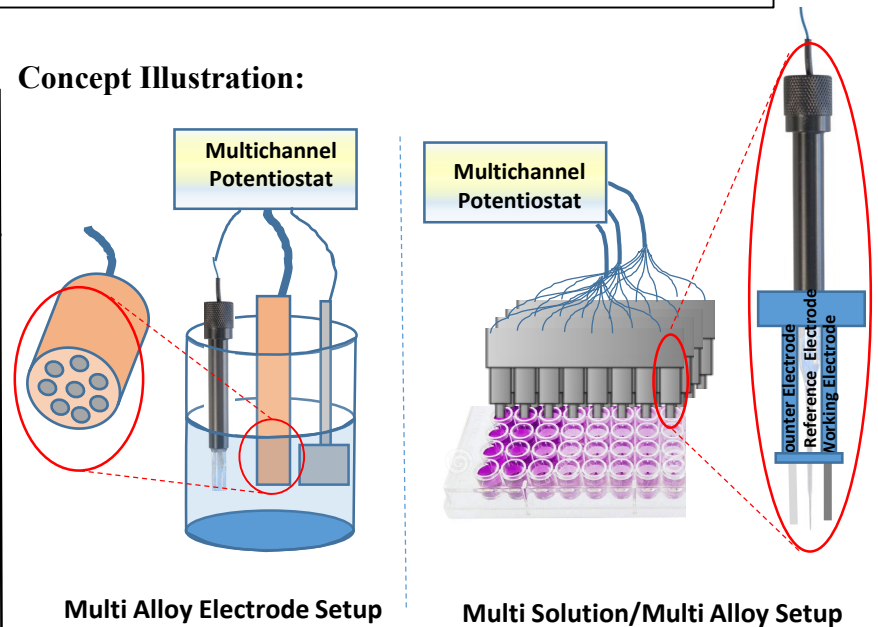 Concept Illustration:
Multichannel
Potentiostat
Multichannel
Potentiostat
ounter Electrode
Reference Electrode
Working Electrode
Multi Alloy Electrode Setup
Multi Solution/Multi Alloy Setup